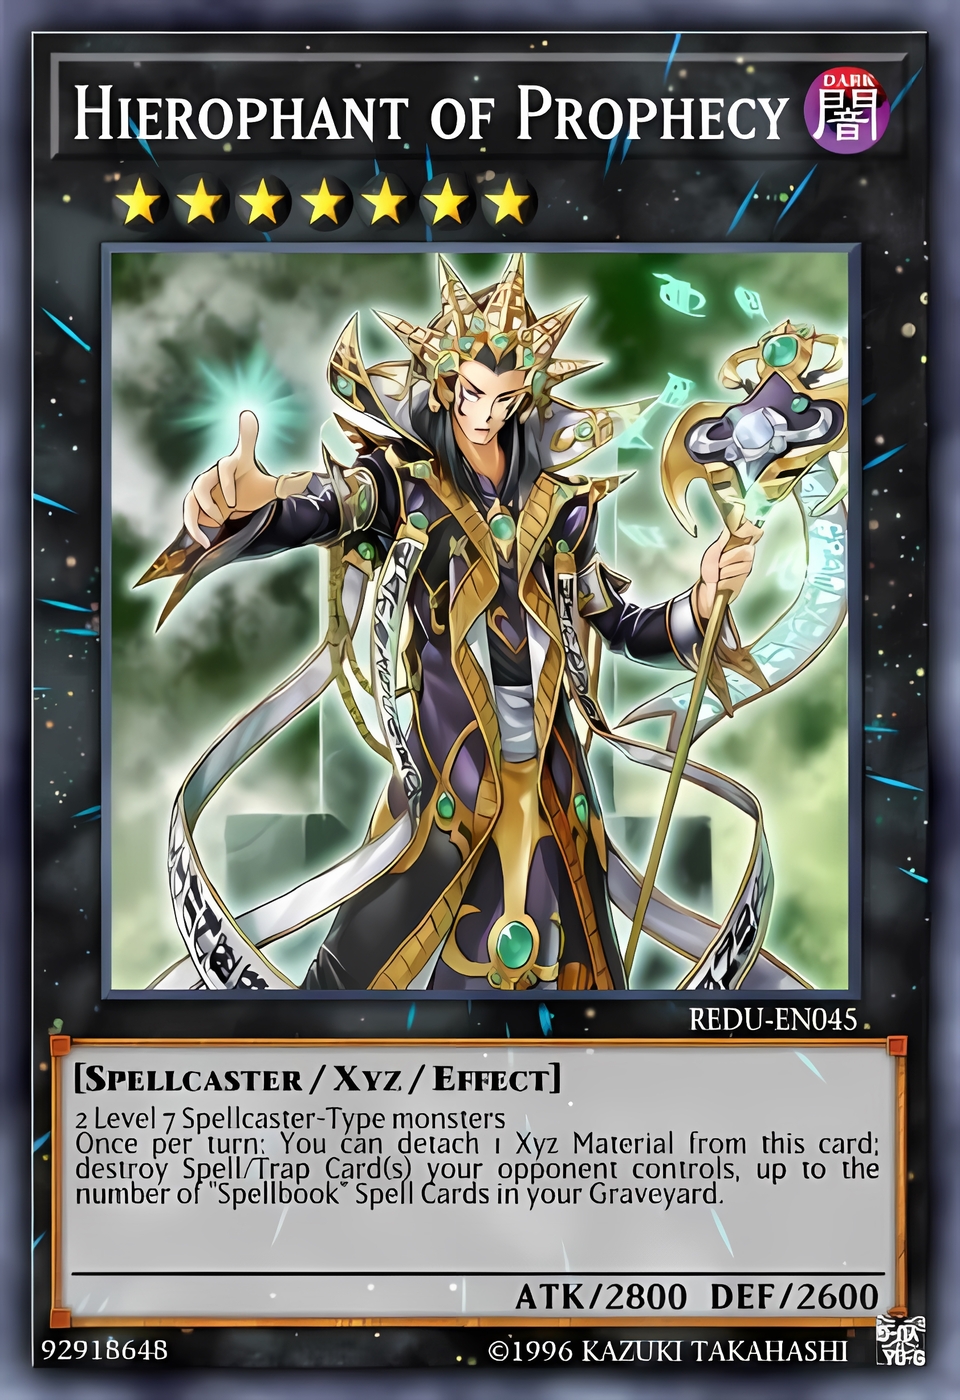 HIEROPHANT OF PROPHECY
DARK
闇
REDU-EN045
[SPELLCASTER / XYZ / EFFECT]
2 Level 7 Spellcaster-Type monsters
Once per turn: You can detach 1 Xyz Material from this card;
destroy Spell/Trap Card(s) your opponent controls, up to the
number of "Spellbook" Spell Cards in your Graveyard.
ATK/2800 DEF/2600
92918648
©1996 KAZUKI TAKAHASHI